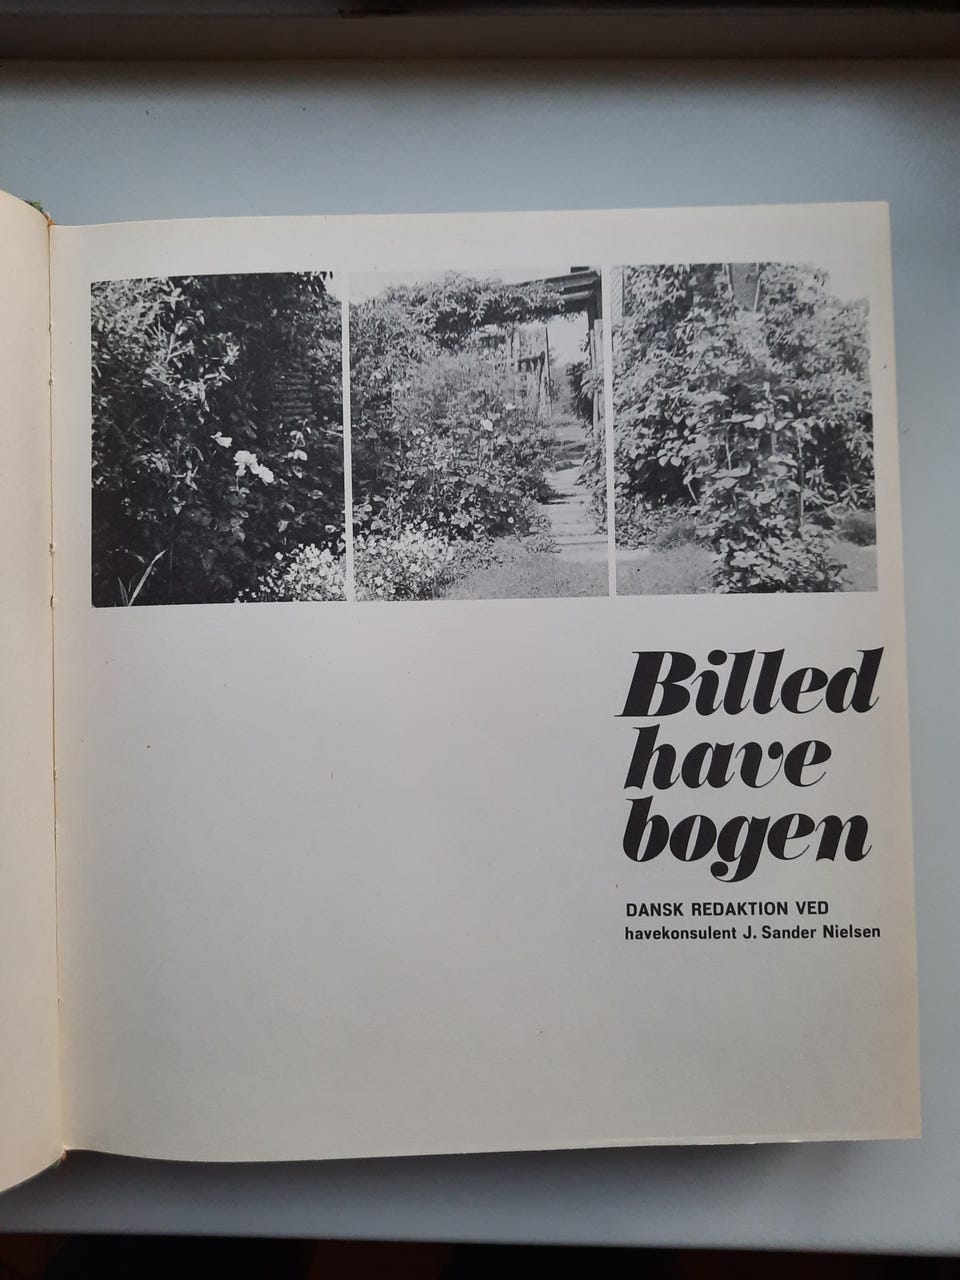 Billed
have
bogen
DANSK REDAKTION VED
havekonsulent J. Sander Nielsen